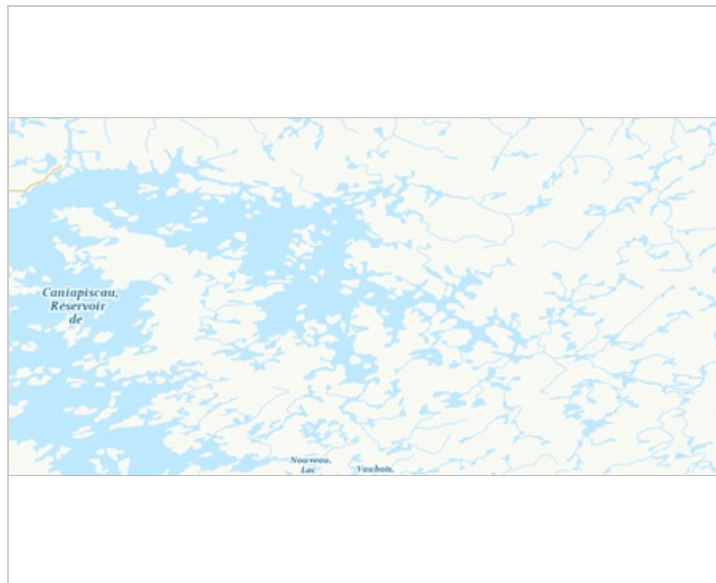 Caniapiscau,
Réservoir
de
Nouveau,
Lac
Vaubois,